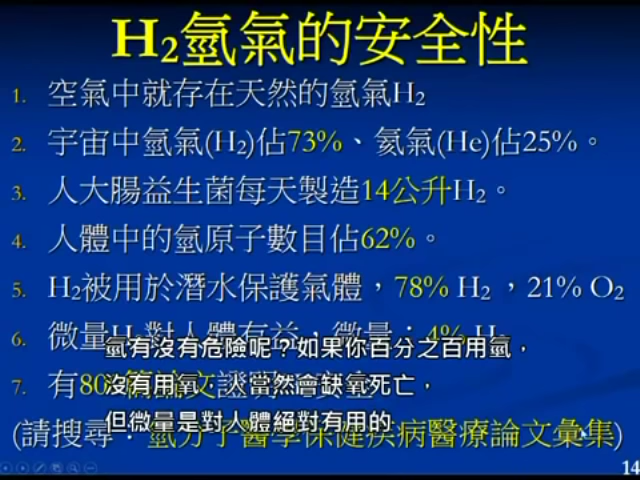 H₂氫氣的安全性
1. 空氣中就存在天然的氫氣H₂
2. 宇宙中氫氣(H₂)佔73%、氦氣(He)佔25%。
3. 人大腸益生菌每天製造14公升H₂。
4. 人體中的氫原子數目佔62%。
5. H₂被用於潛水保護氣體，78% H₂ ，21% O₂
6. 微量H₂對人體有益，微量：4% H₂
氫有沒有危險呢？如果你百分之百用氫，
7. 有80 篇論文
沒有用氧，人當然會缺氧死亡，
但微量是對人體絕對有用的
(請搜尋：氫分子醫學保健疾病醫療論文彙集)
14